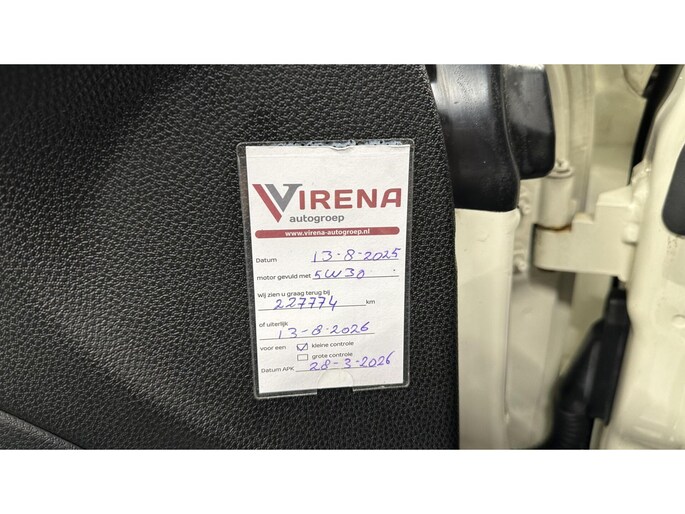 VIRENA
autogroep
www.virena-autogroep.nl
Datum 13-8-2025
motor gevuld met 5W30
Wij zien u graag terug bij
227774 km
of uiterlijk
13-8-2026
voor een kleine controle
grote controle
Datum APK 28-3-2026